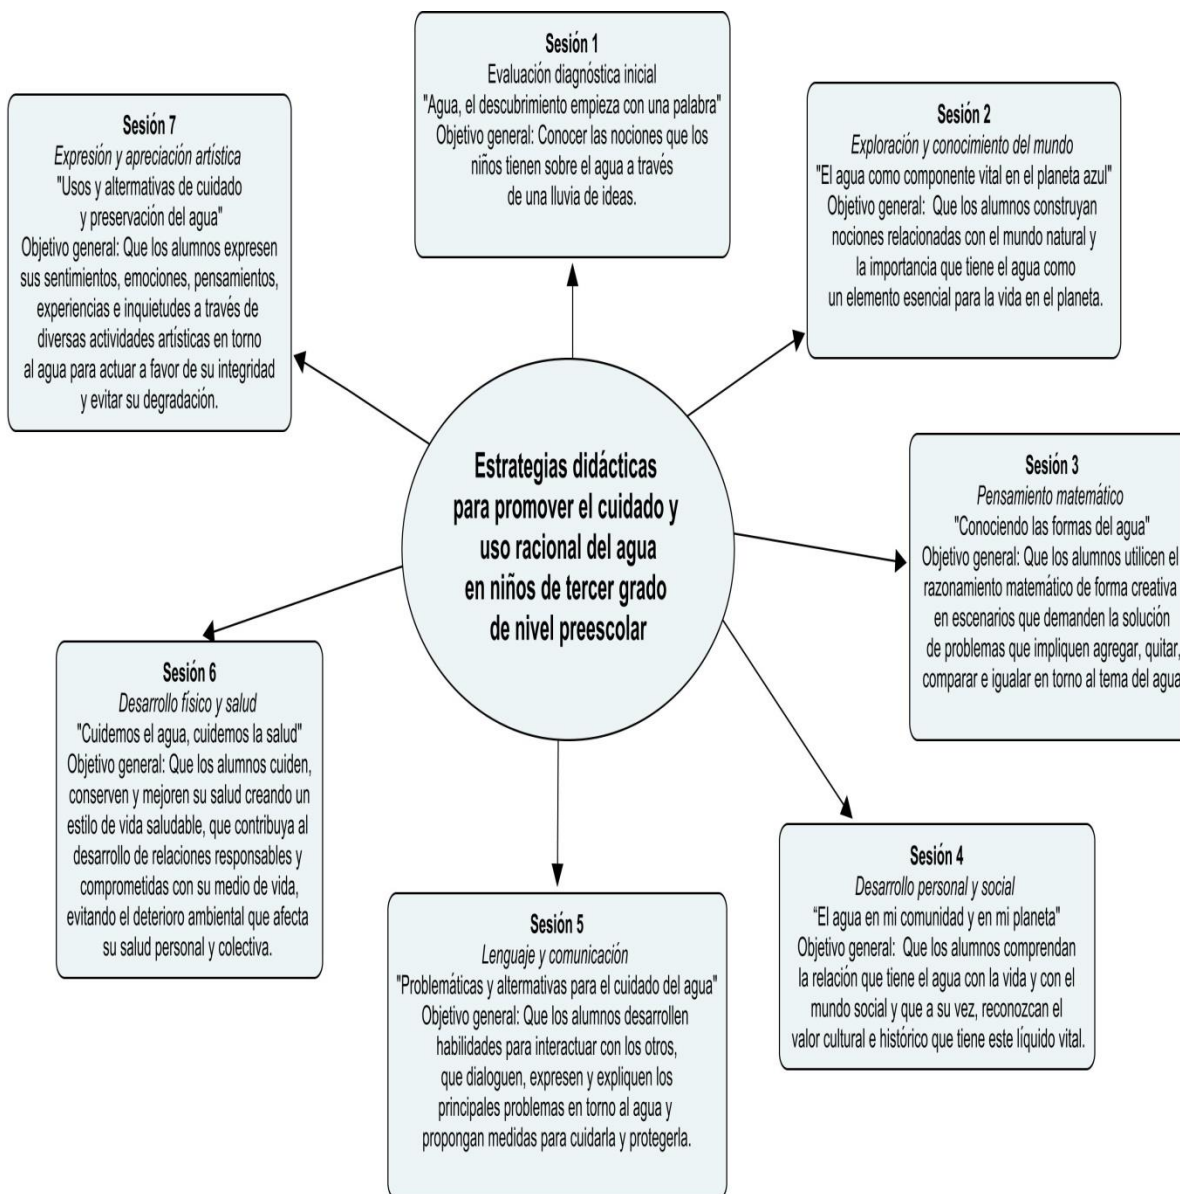 Sesión 1
Evaluación diagnóstica inicial
"Agua, el descubrimiento empieza con una palabra"
Objetivo general: Conocer las nociones que los
niños tienen sobre el agua a través
de una lluvia de ideas.
Sesión 2
Exploración y conocimiento del mundo
"El agua como componente vital en el planeta azul"
Objetivo general: Que los alumnos construyan
nociones relacionadas con el mundo natural y
la importancia que tiene el agua como
un elemento esencial para la vida en el planeta.
Sesión 3
Pensamiento matemático
"Conociendo las formas del agua"
Objetivo general: Que los alumnos utilicen el
razonamiento matemático de forma creativa
en escenarios que demanden la solución
de problemas que impliquen agregar, quitar,
comparar e igualar en torno al tema del agua
Sesión 4
Desarrollo personal y social
“El agua en mi comunidad y en mi planeta"
Objetivo general: Que los alumnos comprendan
la relación que tiene el agua con la vida y con el
mundo social y que a su vez, reconozcan el
valor cultural e histórico que tiene este líquido vital.
Sesión 5
Lenguaje y comunicación
"Problemáticas y alternativas para el cuidado del agua"
Objetivo general: Que los alumnos desarrollen
habilidades para interactuar con los otros,
que dialoguen, expresen y expliquen los
principales problemas en torno al agua y
propongan medidas para cuidarla y protegerla.
Sesión 6
Desarrollo físico y salud
"Cuidemos el agua, cuidemos la salud"
Objetivo general: Que los alumnos cuiden,
conserven y mejoren su salud creando un
estilo de vida saludable, que contribuya al
desarrollo de relaciones responsables y
comprometidas con su medio de vida,
evitando el deterioro ambiental que afecta
su salud personal y colectiva.
Sesión 7
Expresión y apreciación artística
"Usos y alternativas de cuidado
y preservación del agua"
Objetivo general: Que los alumnos expresen
sus sentimientos, emociones, pensamientos,
experiencias e inquietudes a través de
diversas actividades artísticas en torno
al agua para actuar a favor de su integridad
y evitar su degradación.
Estrategias didácticas
para promover el cuidado y
uso racional del agua
en niños de tercer grado
de nivel preescolar